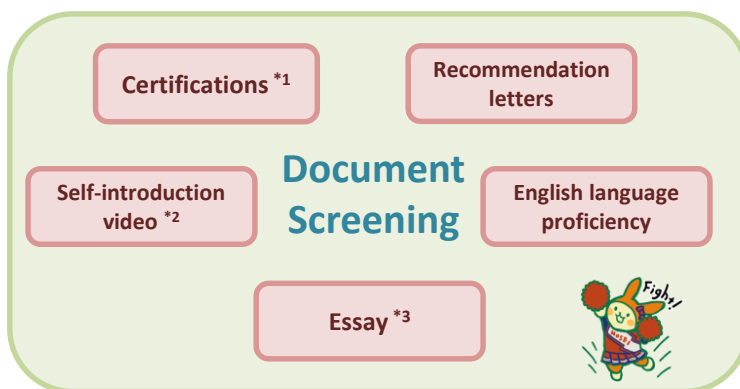 Certifications *1
Recommendation
letters
Document
Screening
Self-introduction
video *2
English language
proficiency
Essay *3
Fight!